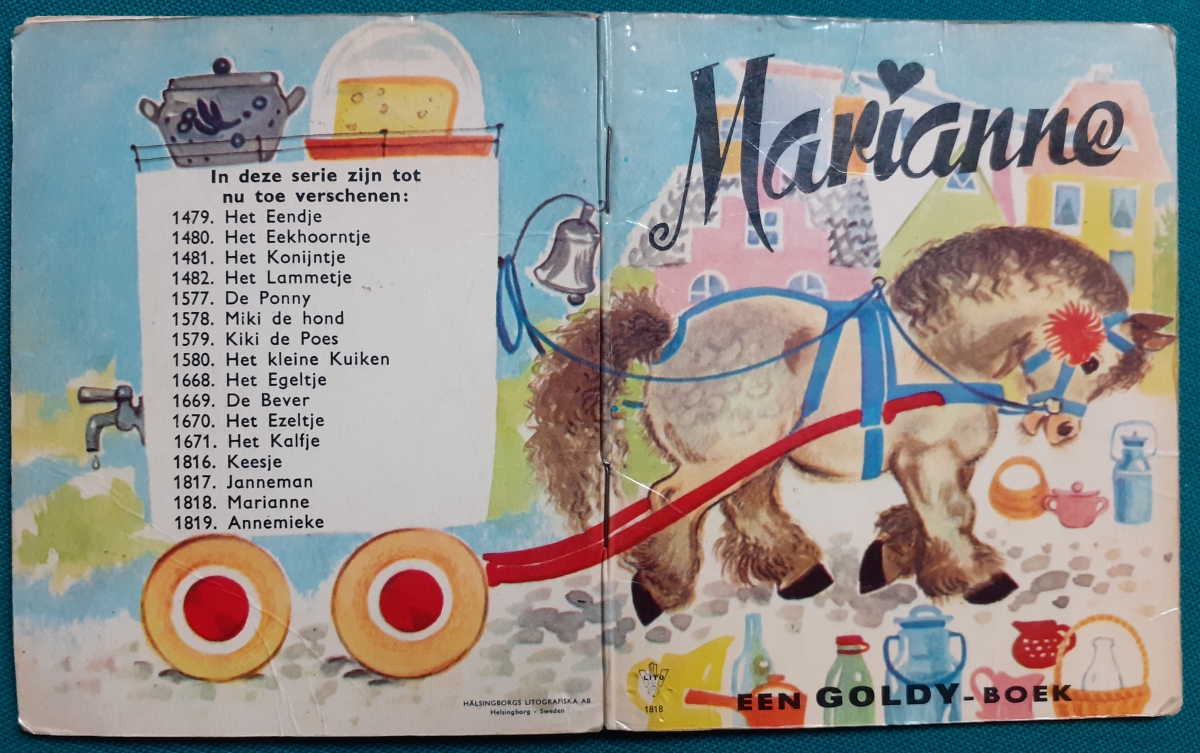 In deze serie zijn tot
nu toe verschenen:
1479. Het Eendje
1480. Het Eekhoorntje
1481. Het Konijntje
1482. Het Lammetje
1577. De Ponny
1578. Miki de hond
1579. Kiki de Poes
1580. Het kleine Kuiken
1668. Het Egeltje
1669. De Bever
1670. Het Ezeltje
1671. Het Kalfje
1816. Keesje
1817. Janneman
1818. Marianne
1819. Annemieke
HÄLSINGBORGS LITOGRAFISKA AB
Helsingborg - Sweden
Marianne
LITO
1818
EEN GOLDY-BOEK